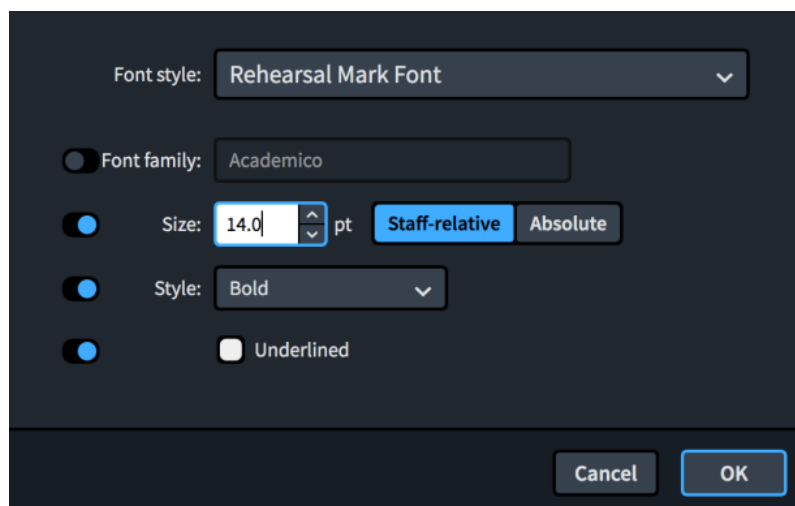 Font style: Rehearsal Mark Font
Font family: Academico
Size: 14.0 pt Staff-relative Absolute
Style: Bold
Underlined
Cancel OK